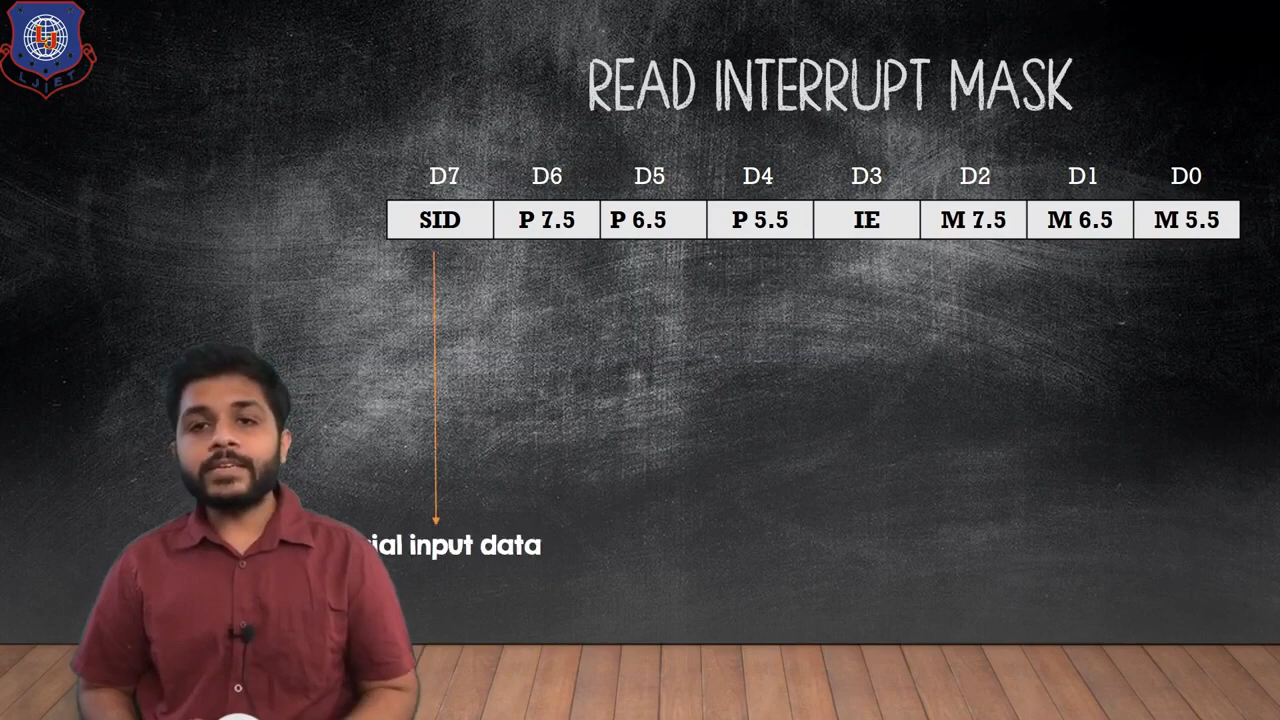 LJIET
READ INTERRUPT MASK
D7 D6 D5 D4 D3 D2 D1 D0
SID P 7.5 P 6.5 P 5.5 IE M 7.5 M 6.5 M 5.5
input data